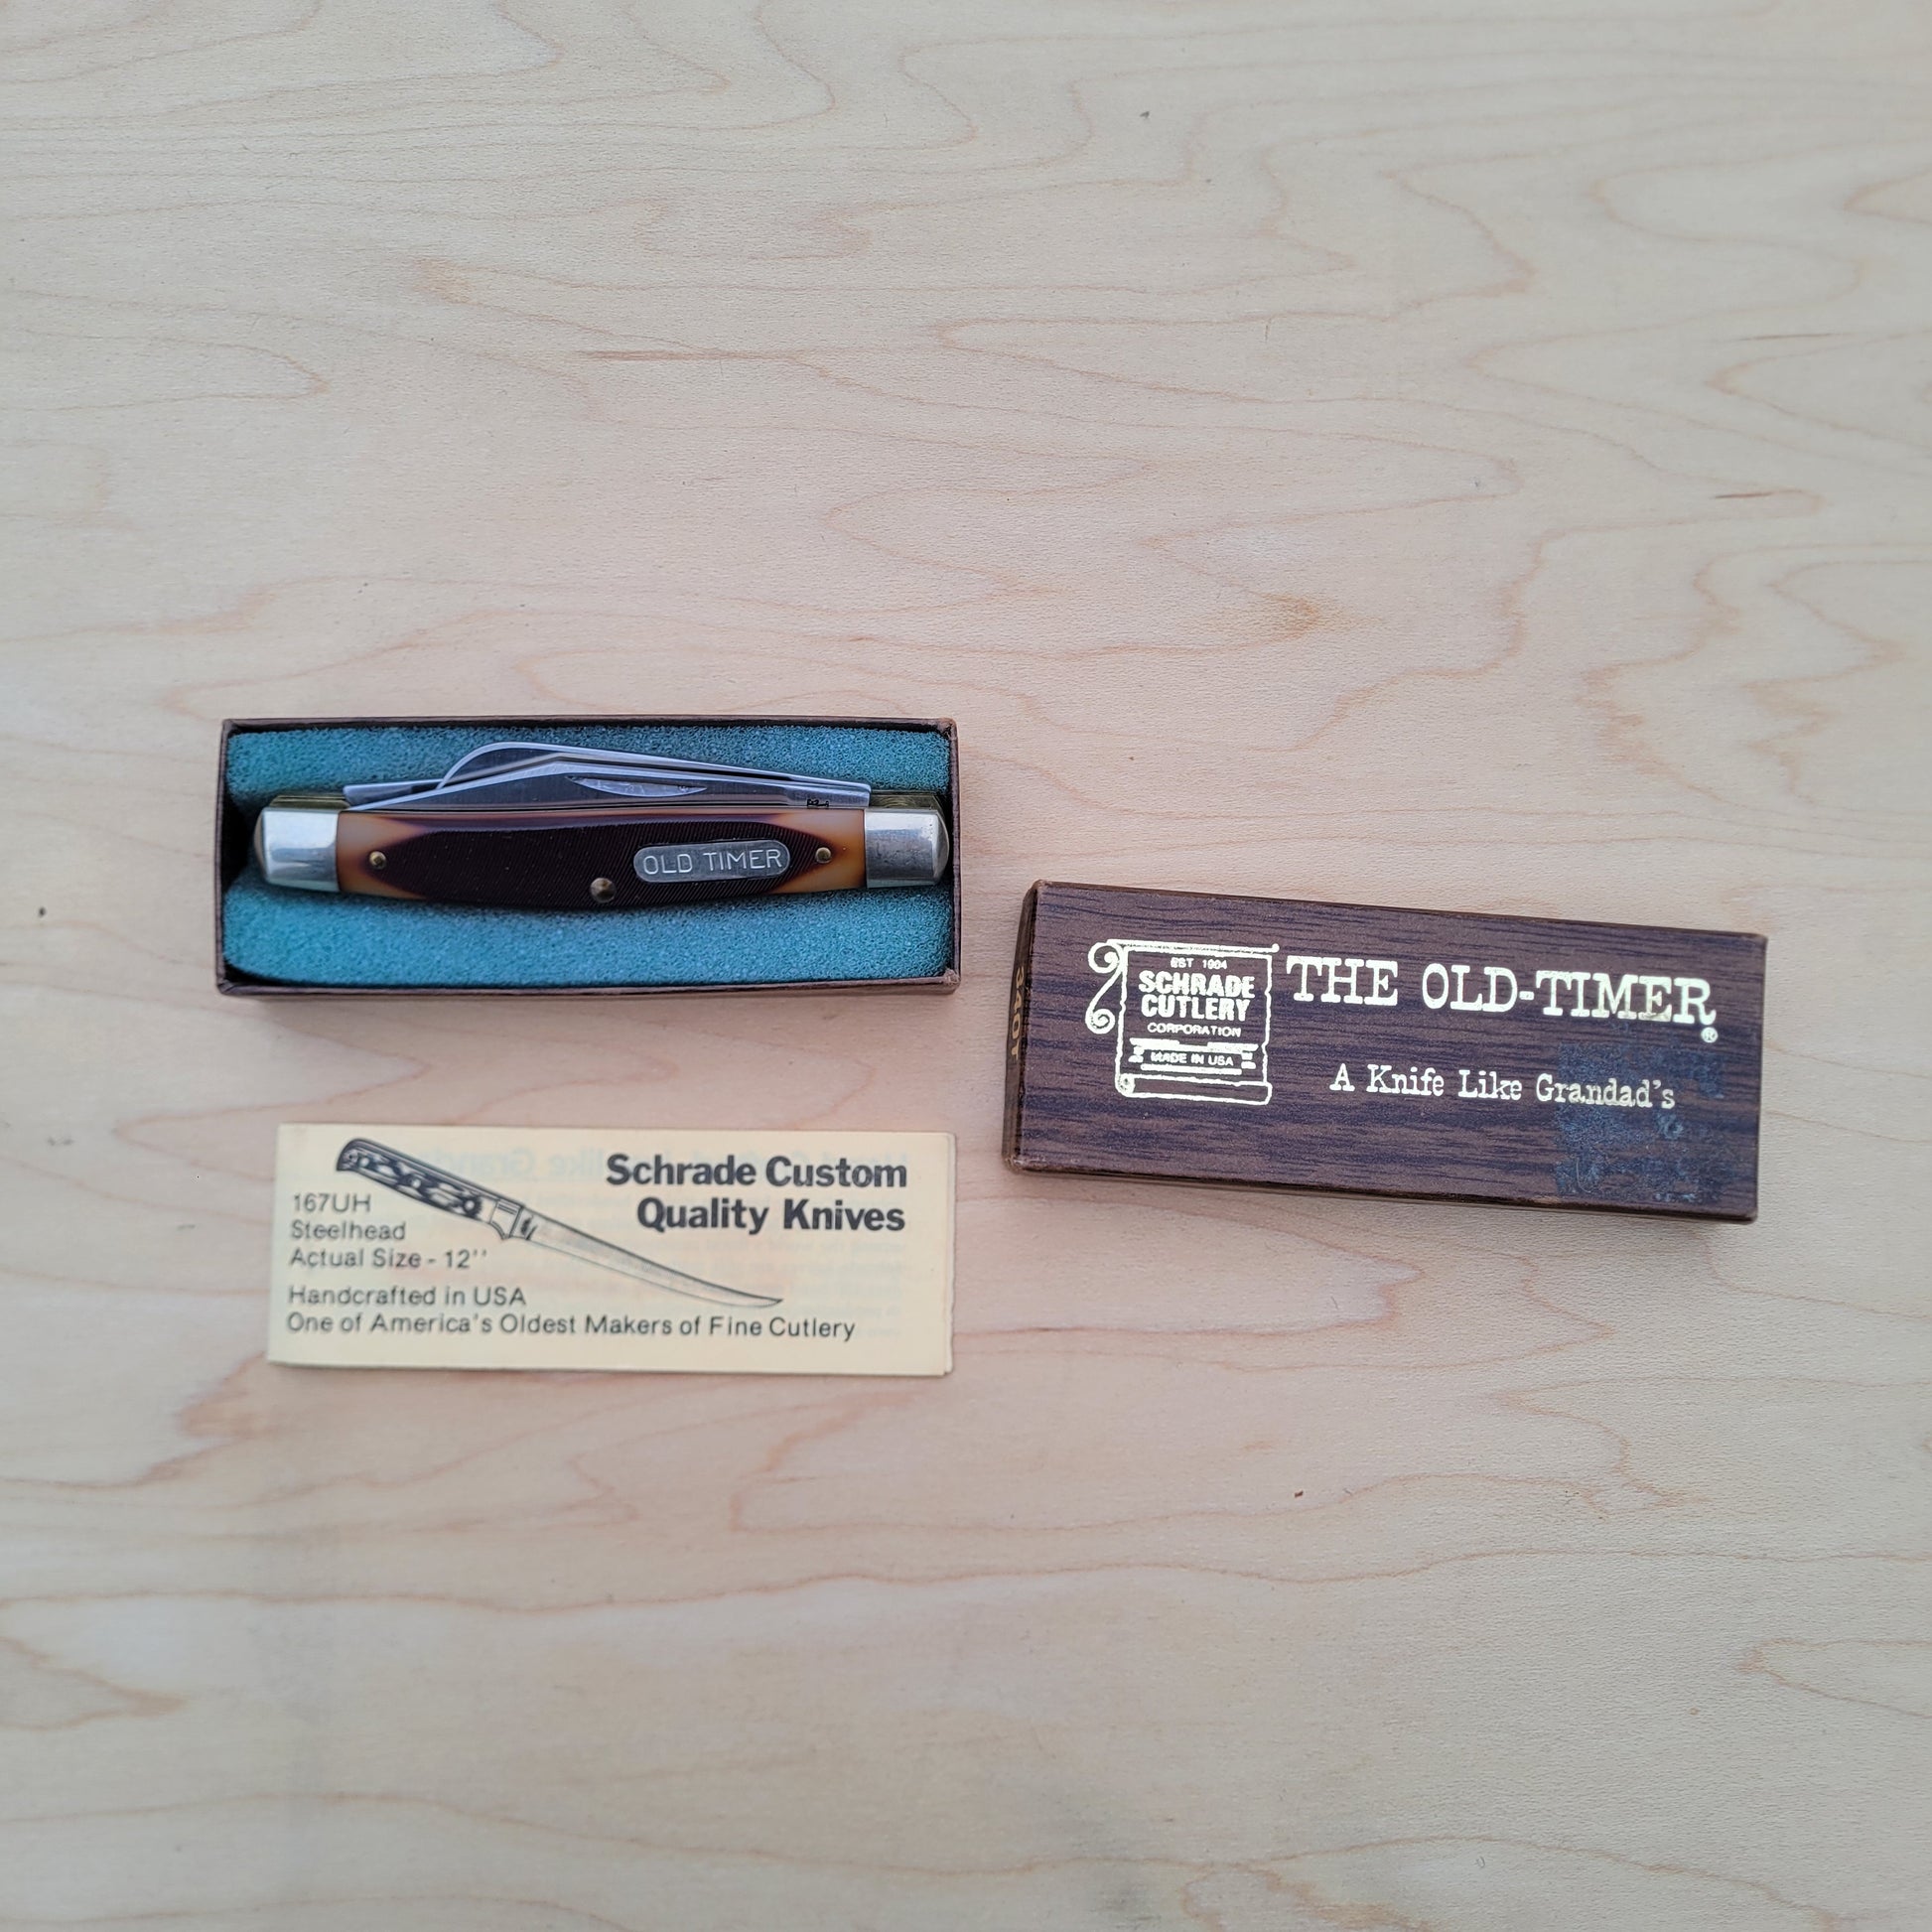 OLD TIMER
EST 1904
SCHRADE
CUTLERY
CORPORATION
MADE IN USA
THE OLD-TIMER®
A Knife Like Grandad's
34OT
Schrade Custom
Quality Knives
167UH
Steelhead
Actual Size - 12''
Handcrafted in USA
One of America's Oldest Makers of Fine Cutlery